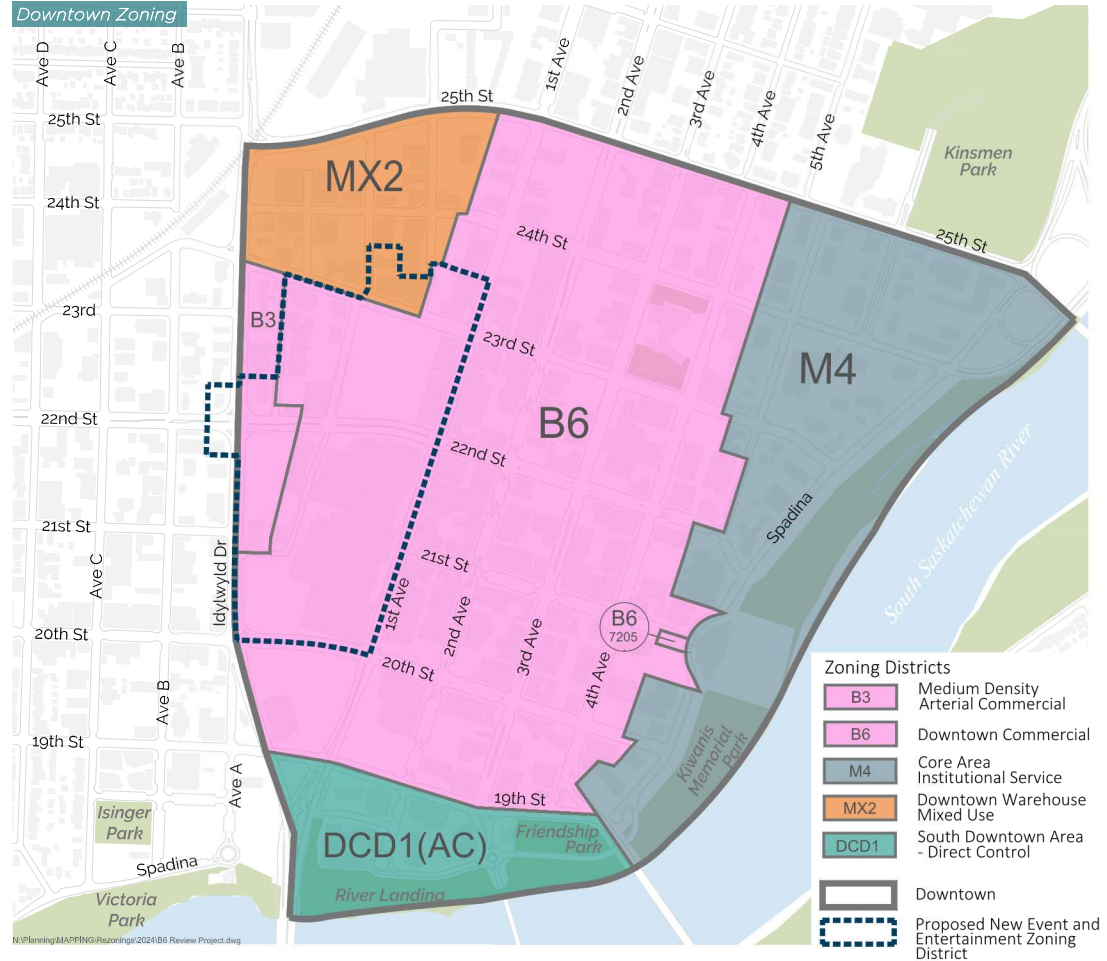 Downtown Zoning
Ave D
Ave C
Ave B
1st Ave
2nd Ave
3rd Ave
4th Ave
5th Ave
25th St
25th St
Kinsmen
Park
MX2
24th St
24th St
25th St
23rd
B3
23rd St
M4
22nd St
B6
22nd St
South Saskatchewan River
Spadina
21st St
21st St
Idylwyld Dr
Ave C
1st Ave
2nd Ave
3rd Ave
4th Ave
B6
7205
20th St
20th St
Ave B
19th St
Ave A
19th St
Kiwanis
Memorial
Park
Isinger
Park
DCD1(AC)
Friendship
Park
Spadina
River Landing
Victoria
Park
N:\Planning\MAPPING\Rezonings\2024\B6 Review Project.dwg
Zoning Districts
B3
Medium Density
Arterial Commercial
B6
Downtown Commercial
M4
Core Area
Institutional Service
MX2
Downtown Warehouse
Mixed Use
DCD1
South Downtown Area
- Direct Control
Downtown
Proposed New Event and
Entertainment Zoning
District